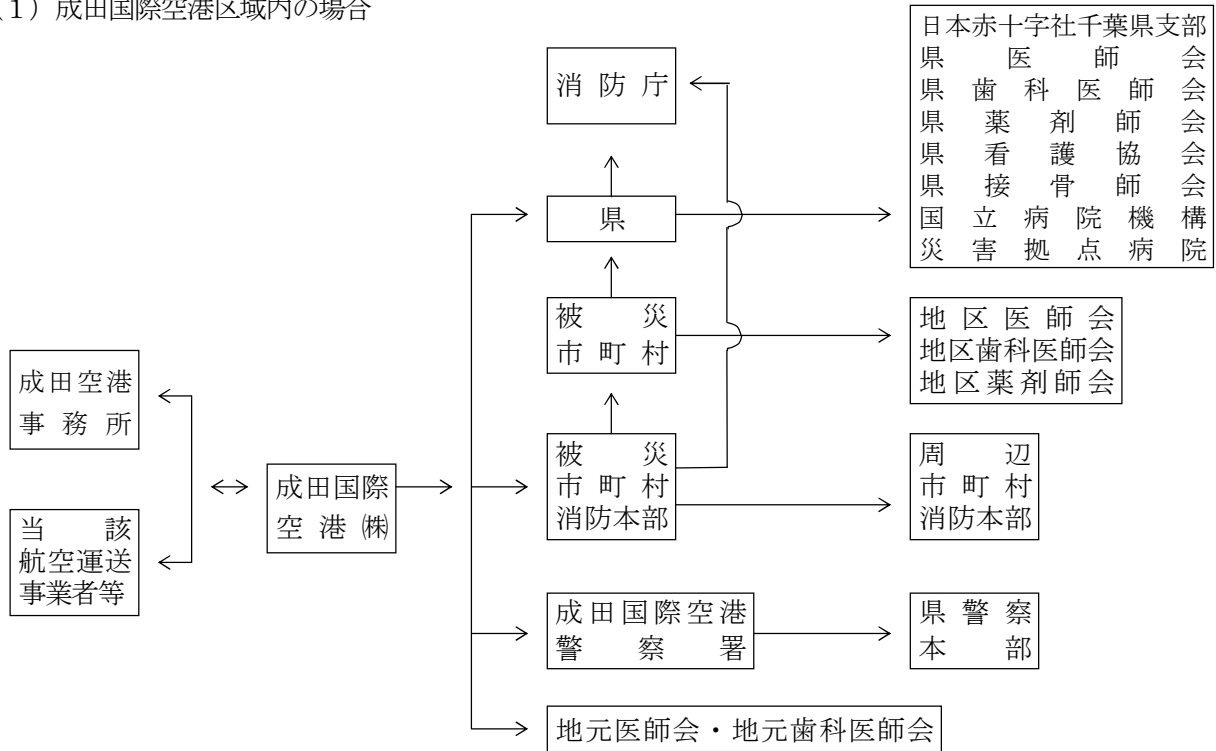 （１）成田国際空港区域内の場合
日本赤十字社千葉県支部
県医師会
県歯科医師会
県薬剤師会
県看護協会
県接骨師会
国立病院機構
災害拠点病院
消防庁
県
被災
市町村
地区医師会
地区歯科医師会
地区薬剤師会
成田空港
事務所
成田国際
空港㈱
当該
航空運送
事業者等
被災
市町村
消防本部
周辺
市町村
消防本部
成田国際空港
警察署
県警察
本部
地元医師会・地元歯科医師会